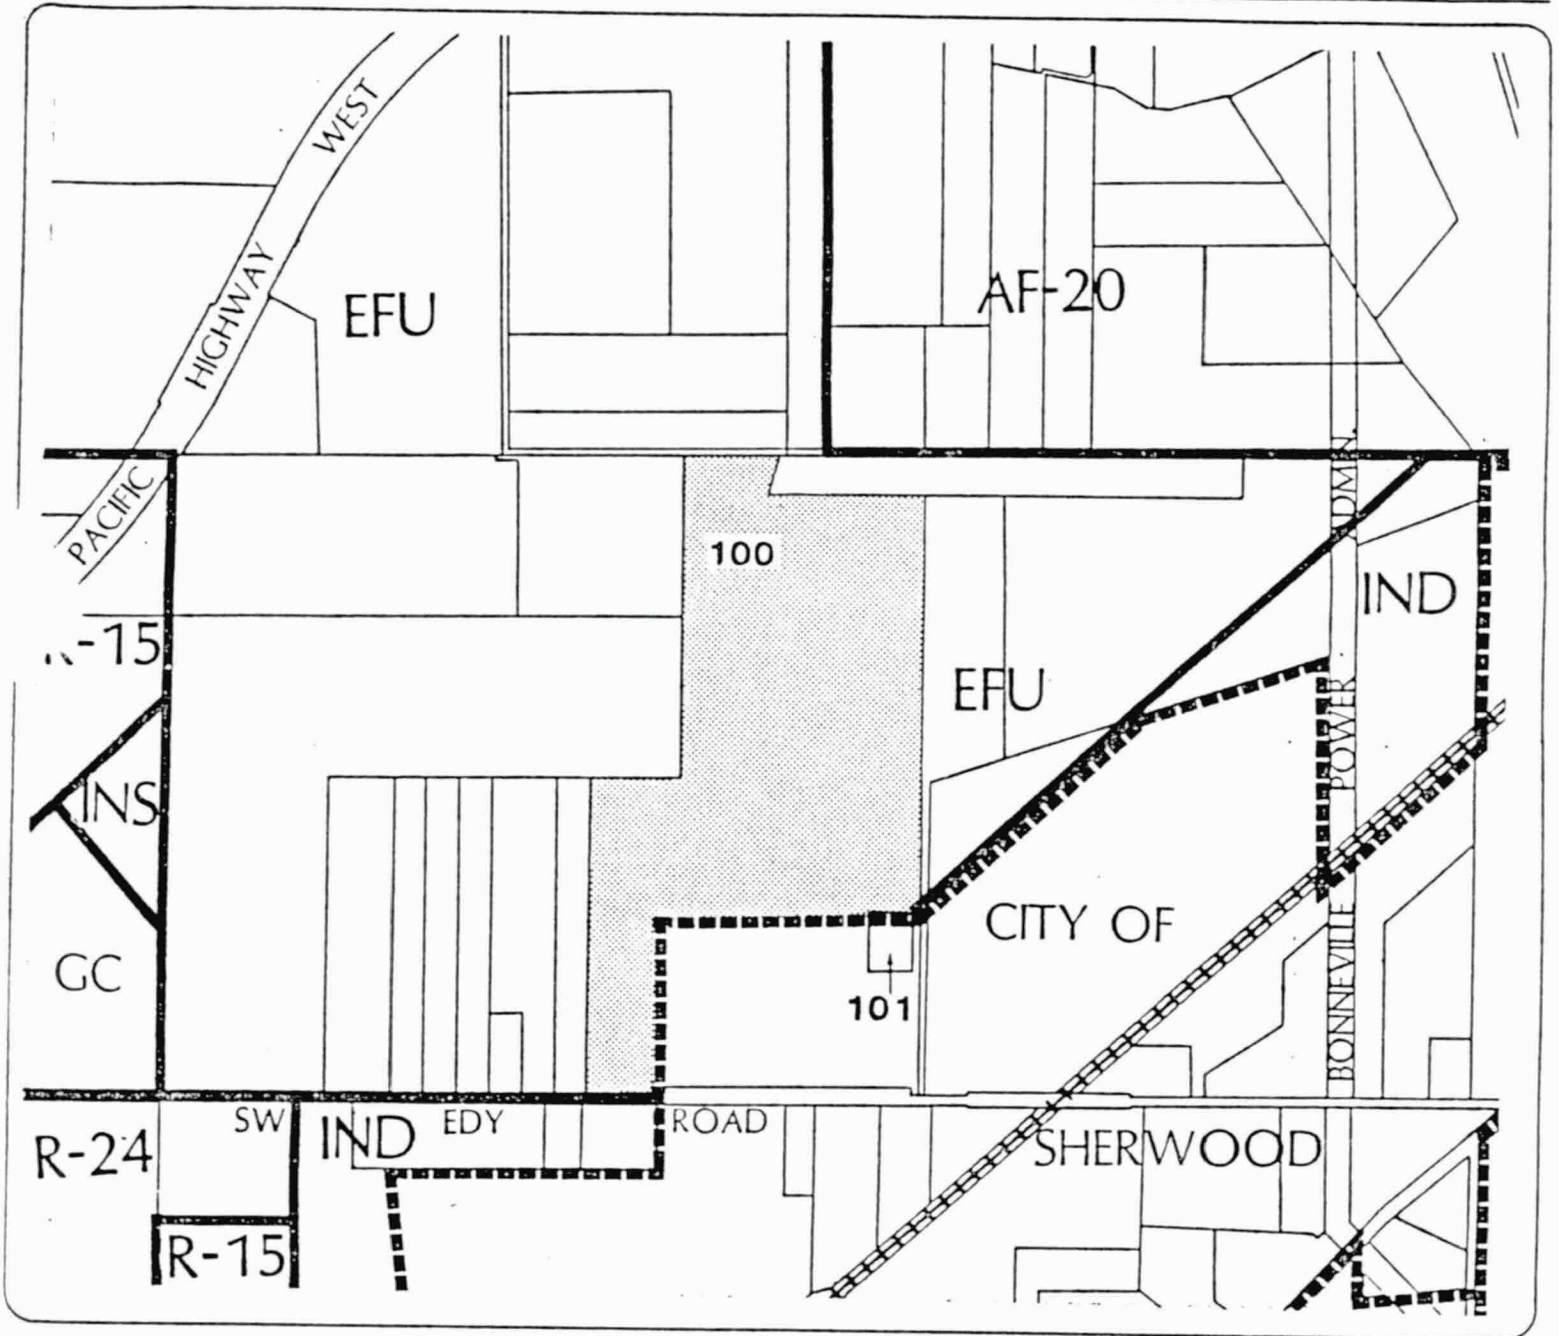 WEST
HIGHWAY
EFU
AF-20
PACIFIC
100
ADMIN.
IND
-15
EFU
POWER
INS
CITY OF
GC
101
BONNEVILLE
SW
IND
EDY
ROAD
R-24
SHERWOOD
R-15